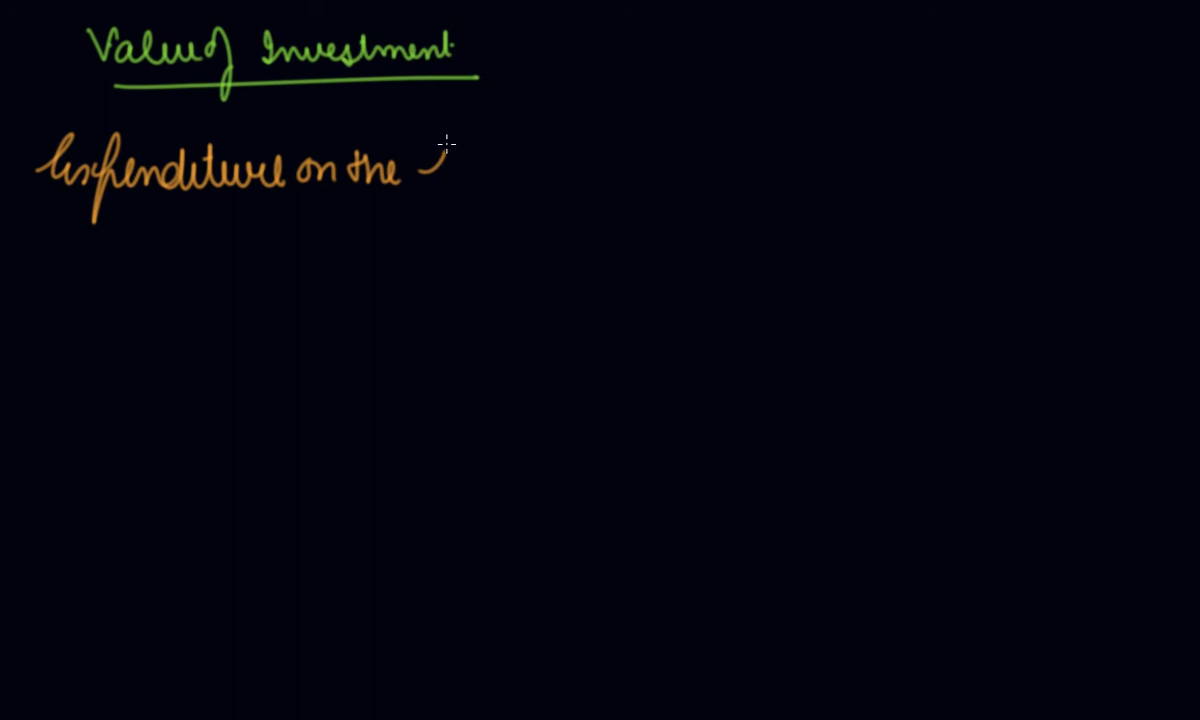 Value of Investment
Expenditure on the